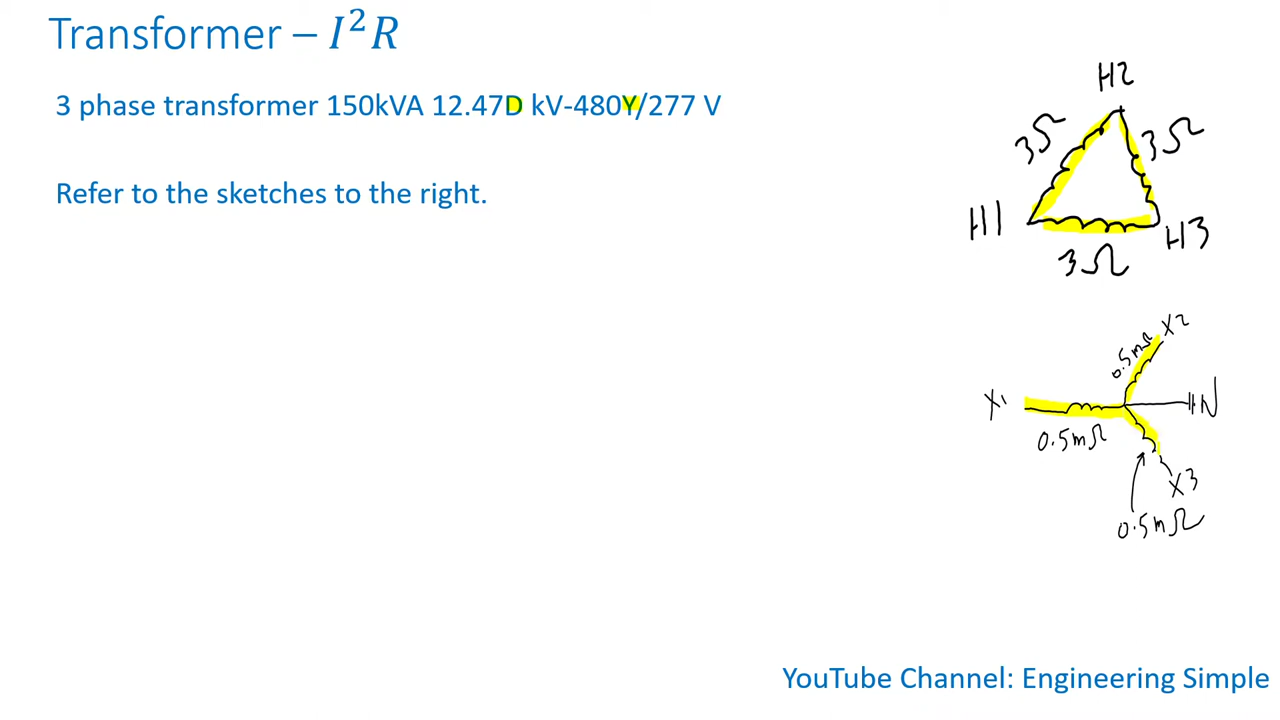 Transformer – I²R
3 phase transformer 150kVA 12.47D kV-480Y/277 V
Refer to the sketches to the right.
H2
3Ω
3Ω
H1
H3
3Ω
X2
0.5mΩ
X1
N
0.5mΩ
X3
0.5mΩ
YouTube Channel: Engineering Simple